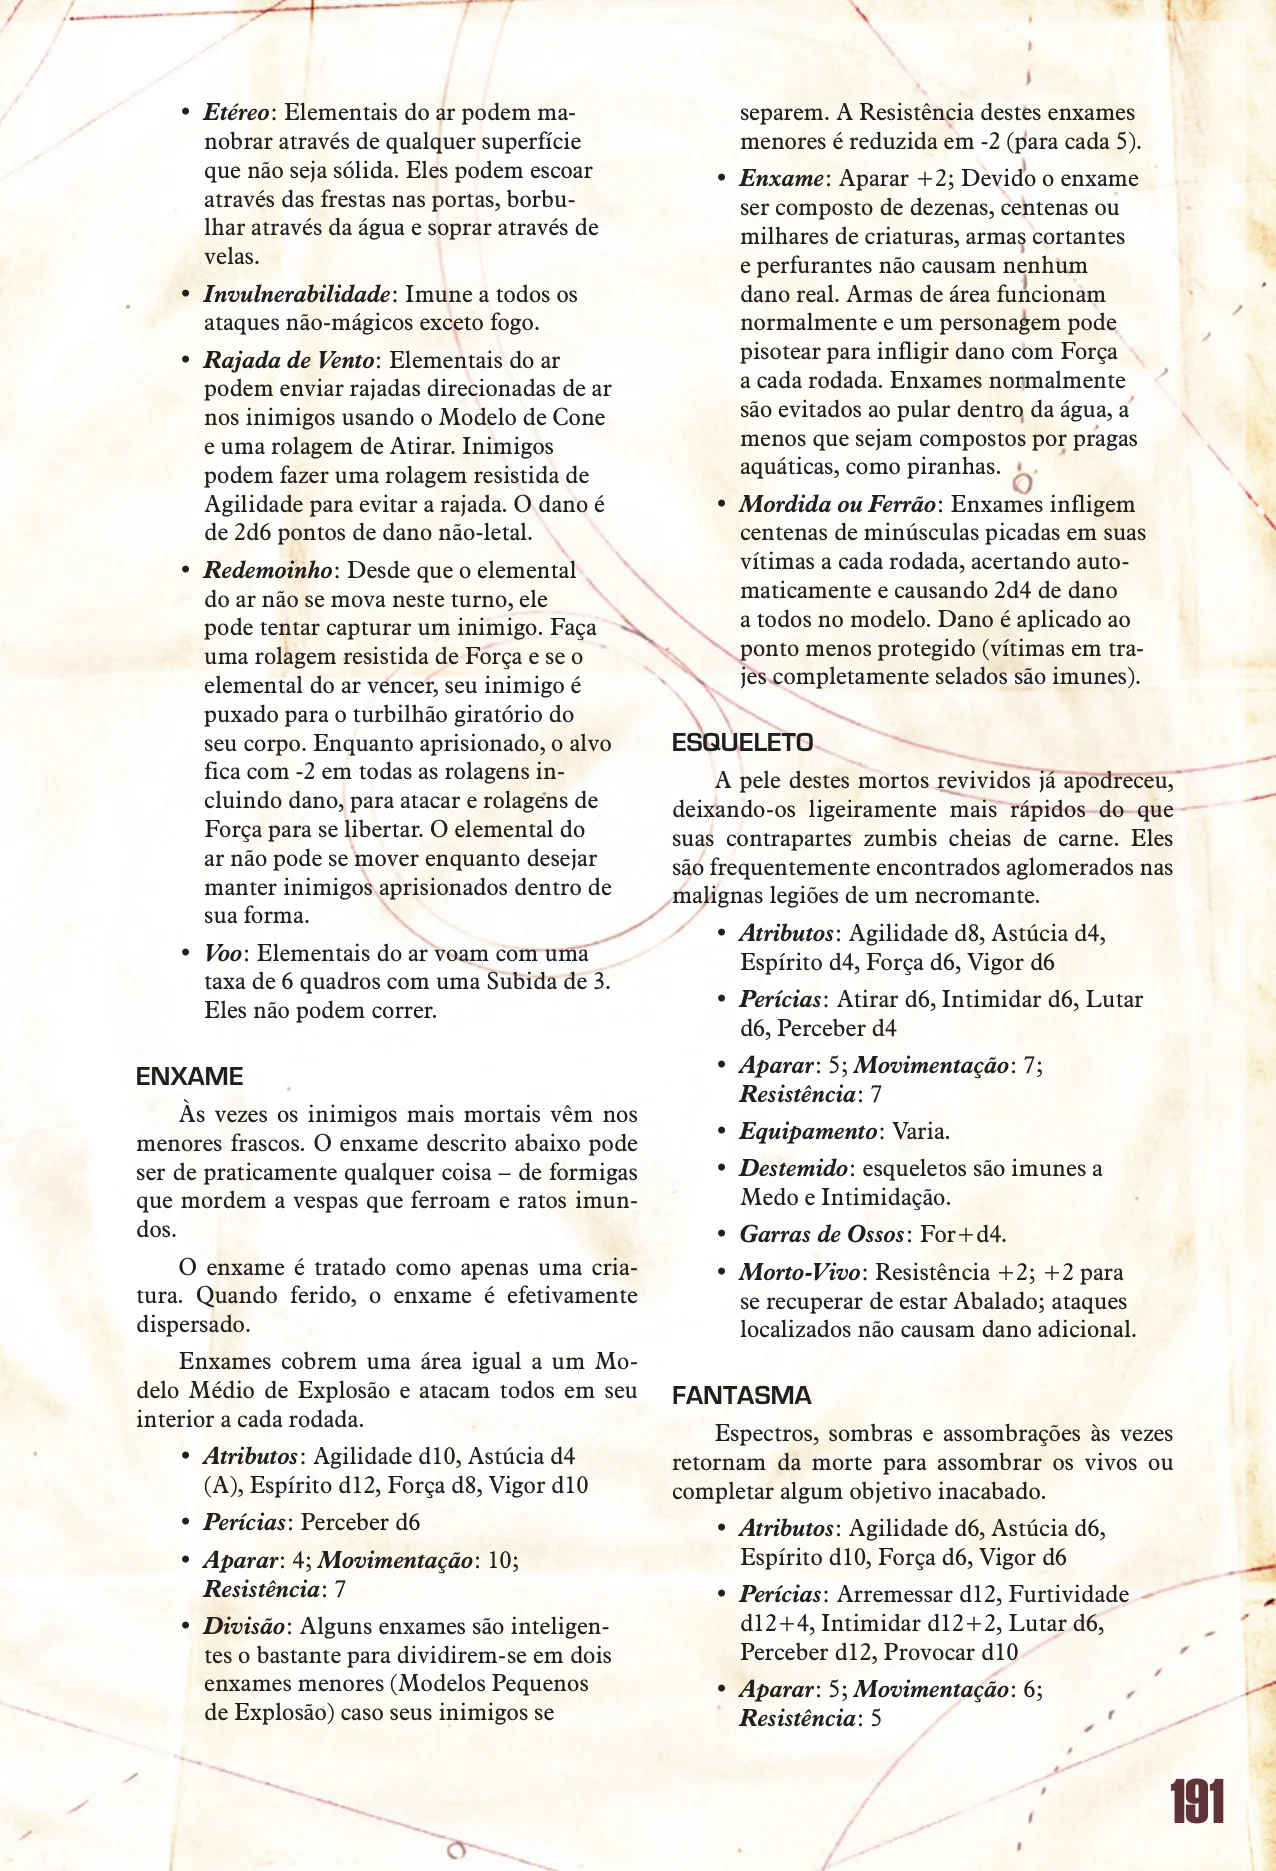 • Etéreo: Elementais do ar podem ma-
nobrar através de qualquer superfície
que não seja sólida. Eles podem escoar
através das frestas nas portas, borbu-
lhar através da água e soprar através de
velas.
• Invulnerabilidade: Imune a todos os
ataques não-mágicos exceto fogo.
• Rajada de Vento: Elementais do ar
podem enviar rajadas direcionadas de ar
nos inimigos usando o Modelo de Cone
e uma rolagem de Atirar. Inimigos
podem fazer uma rolagem resistida de
Agilidade para evitar a rajada. O dano é
de 2d6 pontos de dano não-letal.
• Redemoinho: Desde que o elemental
do ar não se mova neste turno, ele
pode tentar capturar um inimigo. Faça
uma rolagem resistida de Força e se o
elemental do ar vencer, seu inimigo é
puxado para o turbilhão giratório do
seu corpo. Enquanto aprisionado, o alvo
fica com -2 em todas as rolagens in-
cluindo dano, para atacar e rolagens de
Força para se libertar. O elemental do
ar não pode se mover enquanto desejar
manter inimigos aprisionados dentro de
sua forma.
• Voo: Elementais do ar voam com uma
taxa de 6 quadros com uma Subida de 3.
Eles não podem correr.
ENXAME
Às vezes os inimigos mais mortais vêm nos
menores frascos. O enxame descrito abaixo pode
ser de praticamente qualquer coisa – de formigas
que mordem a vespas que ferroam e ratos imun-
dos.
O enxame é tratado como apenas uma cria-
tura. Quando ferido, o enxame é efetivamente
dispersado.
Enxames cobrem uma área igual a um Mo-
delo Médio de Explosão e atacam todos em seu
interior a cada rodada.
• Atributos: Agilidade d10, Astúcia d4
(A), Espírito d12, Força d8, Vigor d10
• Perícias: Perceber d6
• Aparar: 4; Movimentação: 10;
Resistência: 7
• Divisão: Alguns enxames são inteligen-
tes o bastante para dividirem-se em dois
enxames menores (Modelos Pequenos
de Explosão) caso seus inimigos se
separem. A Resistência destes enxames
menores é reduzida em -2 (para cada 5).
• Enxame: Aparar +2; Devido o enxame
ser composto de dezenas, centenas ou
milhares de criaturas, armas cortantes
e perfurantes não causam nenhum
dano real. Armas de área funcionam
normalmente e um personagem pode
pisotear para infligir dano com Força
a cada rodada. Enxames normalmente
são evitados ao pular dentro da água, a
menos que sejam compostos por pragas
aquáticas, como piranhas.
• Mordida ou Ferrão: Enxames infligem
centenas de minúsculas picadas em suas
vítimas a cada rodada, acertando auto-
maticamente e causando 2d4 de dano
a todos no modelo. Dano é aplicado ao
ponto menos protegido (vítimas em tra-
jes completamente selados são imunes).
ESQUELETO
A pele destes mortos revividos já apodreceu,
deixando-os ligeiramente mais rápidos do que
suas contrapartes zumbis cheias de carne. Eles
são frequentemente encontrados aglomerados nas
malignas legiões de um necromante.
• Atributos: Agilidade d8, Astúcia d4,
Espírito d4, Força d6, Vigor d6
• Perícias: Atirar d6, Intimidar d6, Lutar
d6, Perceber d4
• Aparar: 5; Movimentação: 7;
Resistência: 7
• Equipamento: Varia.
• Destemido: esqueletos são imunes a
Medo e Intimidação.
• Garras de Ossos: For+d4.
• Morto-Vivo: Resistência +2; +2 para
se recuperar de estar Abalado; ataques
localizados não causam dano adicional.
FANTASMA
Espectros, sombras e assombrações às vezes
retornam da morte para assombrar os vivos ou
completar algum objetivo inacabado.
• Atributos: Agilidade d6, Astúcia d6,
Espírito d10, Força d6, Vigor d6
• Perícias: Arremessar d12, Furtividade
d12+4, Intimidar d12+2, Lutar d6,
Perceber d12, Provocar d10
• Aparar: 5; Movimentação: 6;
Resistência: 5
191